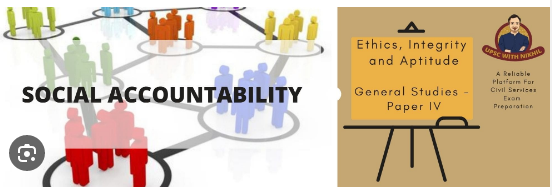 SOCIAL ACCOUNTABILITY
Ethics, Integrity
and Aptitude
General Studies -
Paper IV
UPSC WITH NIKHIL
A Reliable
Platform For
Civil Services
Exam
Preparation